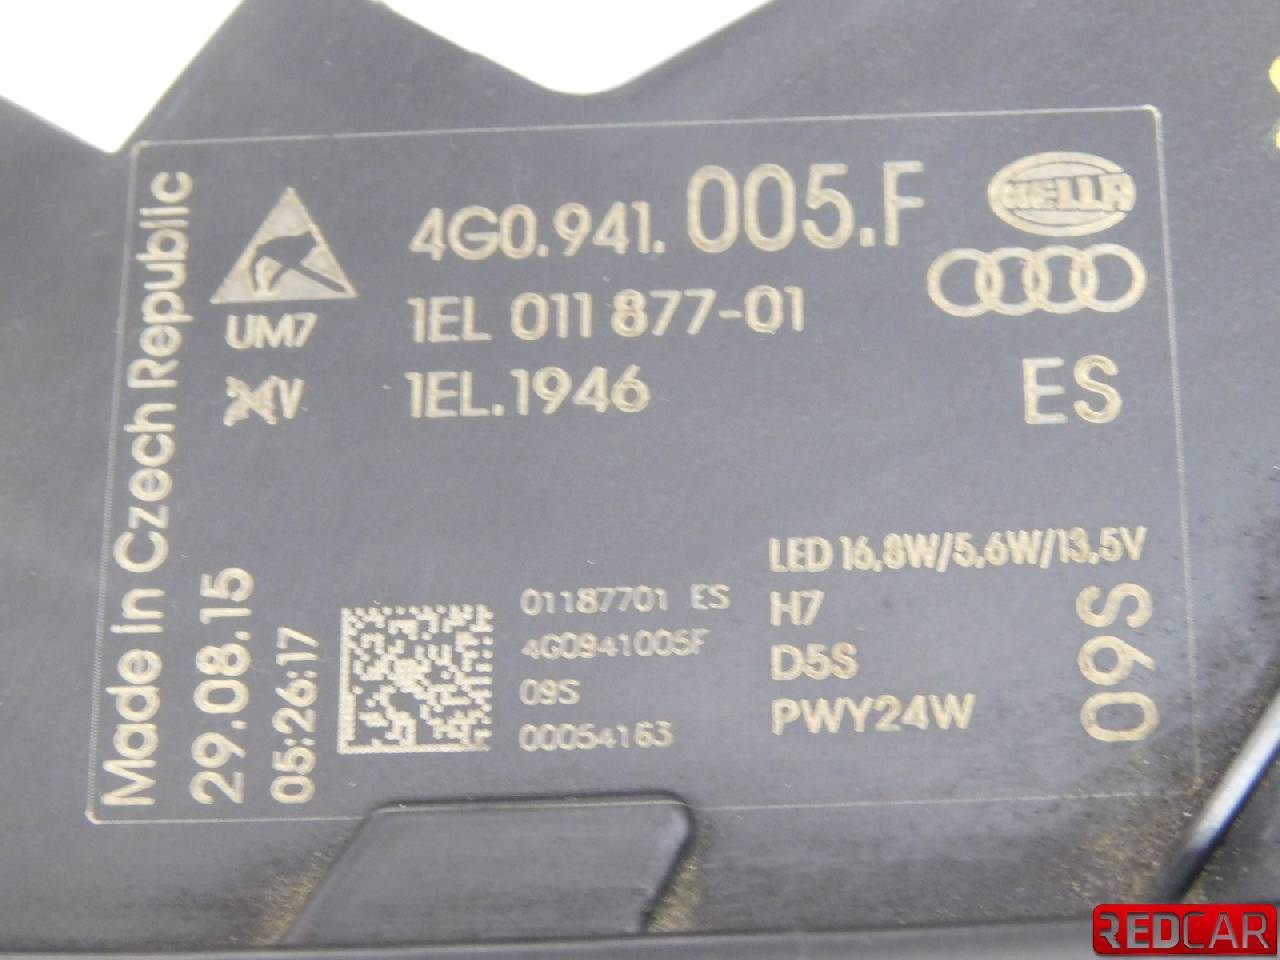 Made in Czech Republic
29.08.15
05:26:17
UM7
24V
4G0.941.005.F
1EL 011 877-01
1EL.1946
HELLA
ES
LED 16,8W/5,6W/13,5V
H7
D5S
PWY24W
09S
01187701 ES
4G0941005F
09S
00054163
REDCAR